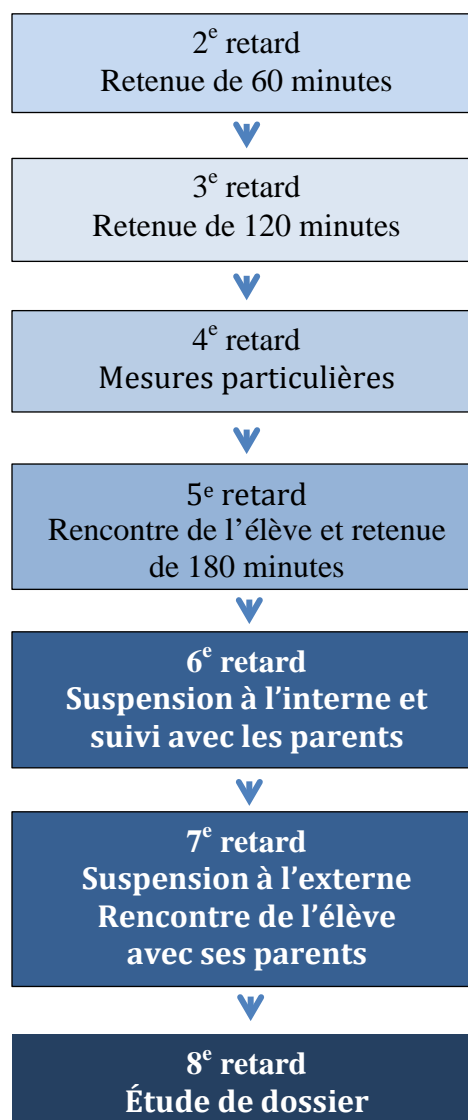 2e retard
Retenue de 60 minutes
3e retard
Retenue de 120 minutes
4e retard
Mesures particulières
5e retard
Rencontre de l’élève et retenue
de 180 minutes
6e retard
Suspension à l’interne et
suivi avec les parents
7e retard
Suspension à l’externe
Rencontre de l’élève
avec ses parents
8e retard
Étude de dossier